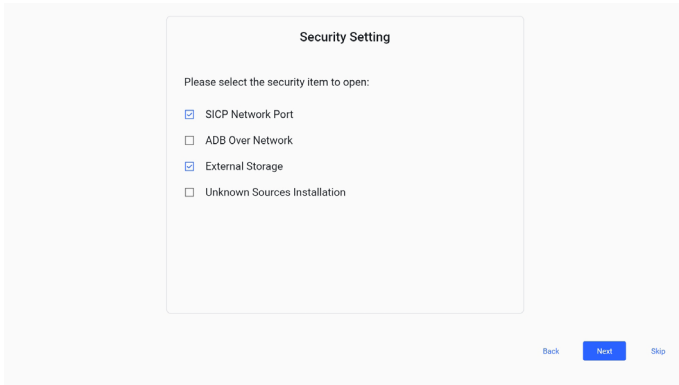 Security Setting
Please select the security item to open:
SICP Network Port
ADB Over Network
External Storage
Unknown Sources Installation
Back Next Skip